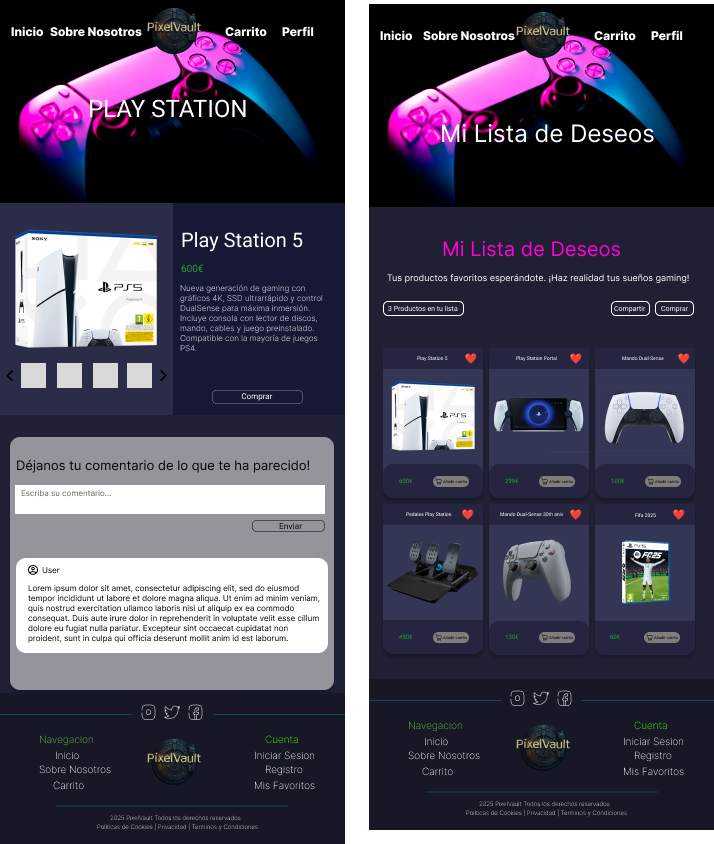 Inicio Sobre Nosotros PixelVault Carrito Perfil
PLAY STATION
SONY
PS5
Play Station 5
600€
Nueva generación de gaming con
gráficos 4K, SSD ultrarrápido y control
DualSense para máxima inmersión.
Incluye consola con lector de discos,
mando, cables y juego preinstalado.
Compatible con la mayoría de juegos
PS4.
Comprar
Déjanos tu comentario de lo que te ha parecido!
Escriba su comentario...
Enviar
User
Lorem ipsum dolor sit amet, consectetur adipiscing elit, sed do eiusmod
tempor incididunt ut labore et dolore magna aliqua. Ut enim ad minim veniam,
quis nostrud exercitation ullamco laboris nisi ut aliquip ex ea commodo
consequat. Duis aute irure dolor in reprehenderit in voluptate velit esse cillum
dolore eu fugiat nulla pariatur. Excepteur sint occaecat cupidatat non
proident, sunt in culpa qui officia deserunt mollit anim id est laborum.
Navegacion
Inicio
Sobre Nosotros
Carrito
PixelVault
Cuenta
Iniciar Sesion
Registro
Mis Favoritos
2025 PixelVault Todos los derechos reservados
Politicas de Cookies | Privacidad | Terminos y Condiciones
Inicio Sobre Nosotros PixelVault Carrito Perfil
Mi Lista de Deseos
Mi Lista de Deseos
Tus productos favoritos esperándote. ¡Haz realidad tus sueños gaming!
3 Productos en tu lista
Compartir Comprar
Play Station 5
PS5
600€ Añadir carrito
Play Station Portal
299€ Añadir carrito
Mando Dual-Sense
100€ Añadir carrito
Pedales Play Station
450€ Añadir carrito
Mando Dual-Sense 30th aniv
130€ Añadir carrito
Fifa 2025
PS5
FC25
60€ Añadir carrito
Navegacion
Inicio
Sobre Nosotros
Carrito
PixelVault
Cuenta
Iniciar Sesion
Registro
Mis Favoritos
2025 PixelVault Todos los derechos reservados
Politicas de Cookies | Privacidad | Terminos y Condiciones